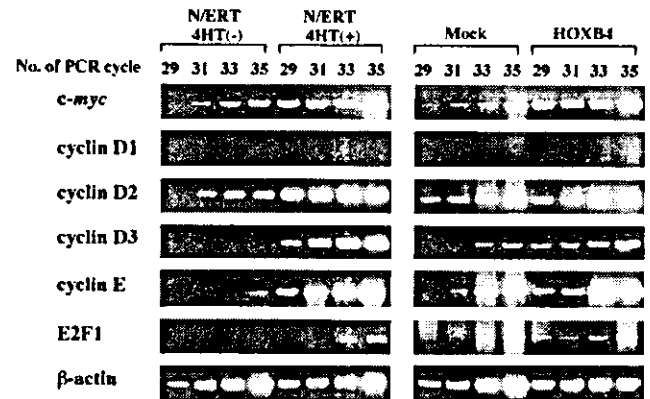 N/ERT N/ERT
4HT(-) 4HT(+) Mock HOXB4
No. of PCR cycle 29 31 33 35 29 31 33 35 29 31 33 35 29 31 33 35
c-myc
cyclin D1
cyclin D2
cyclin D3
cyclin E
E2F1
β-actin